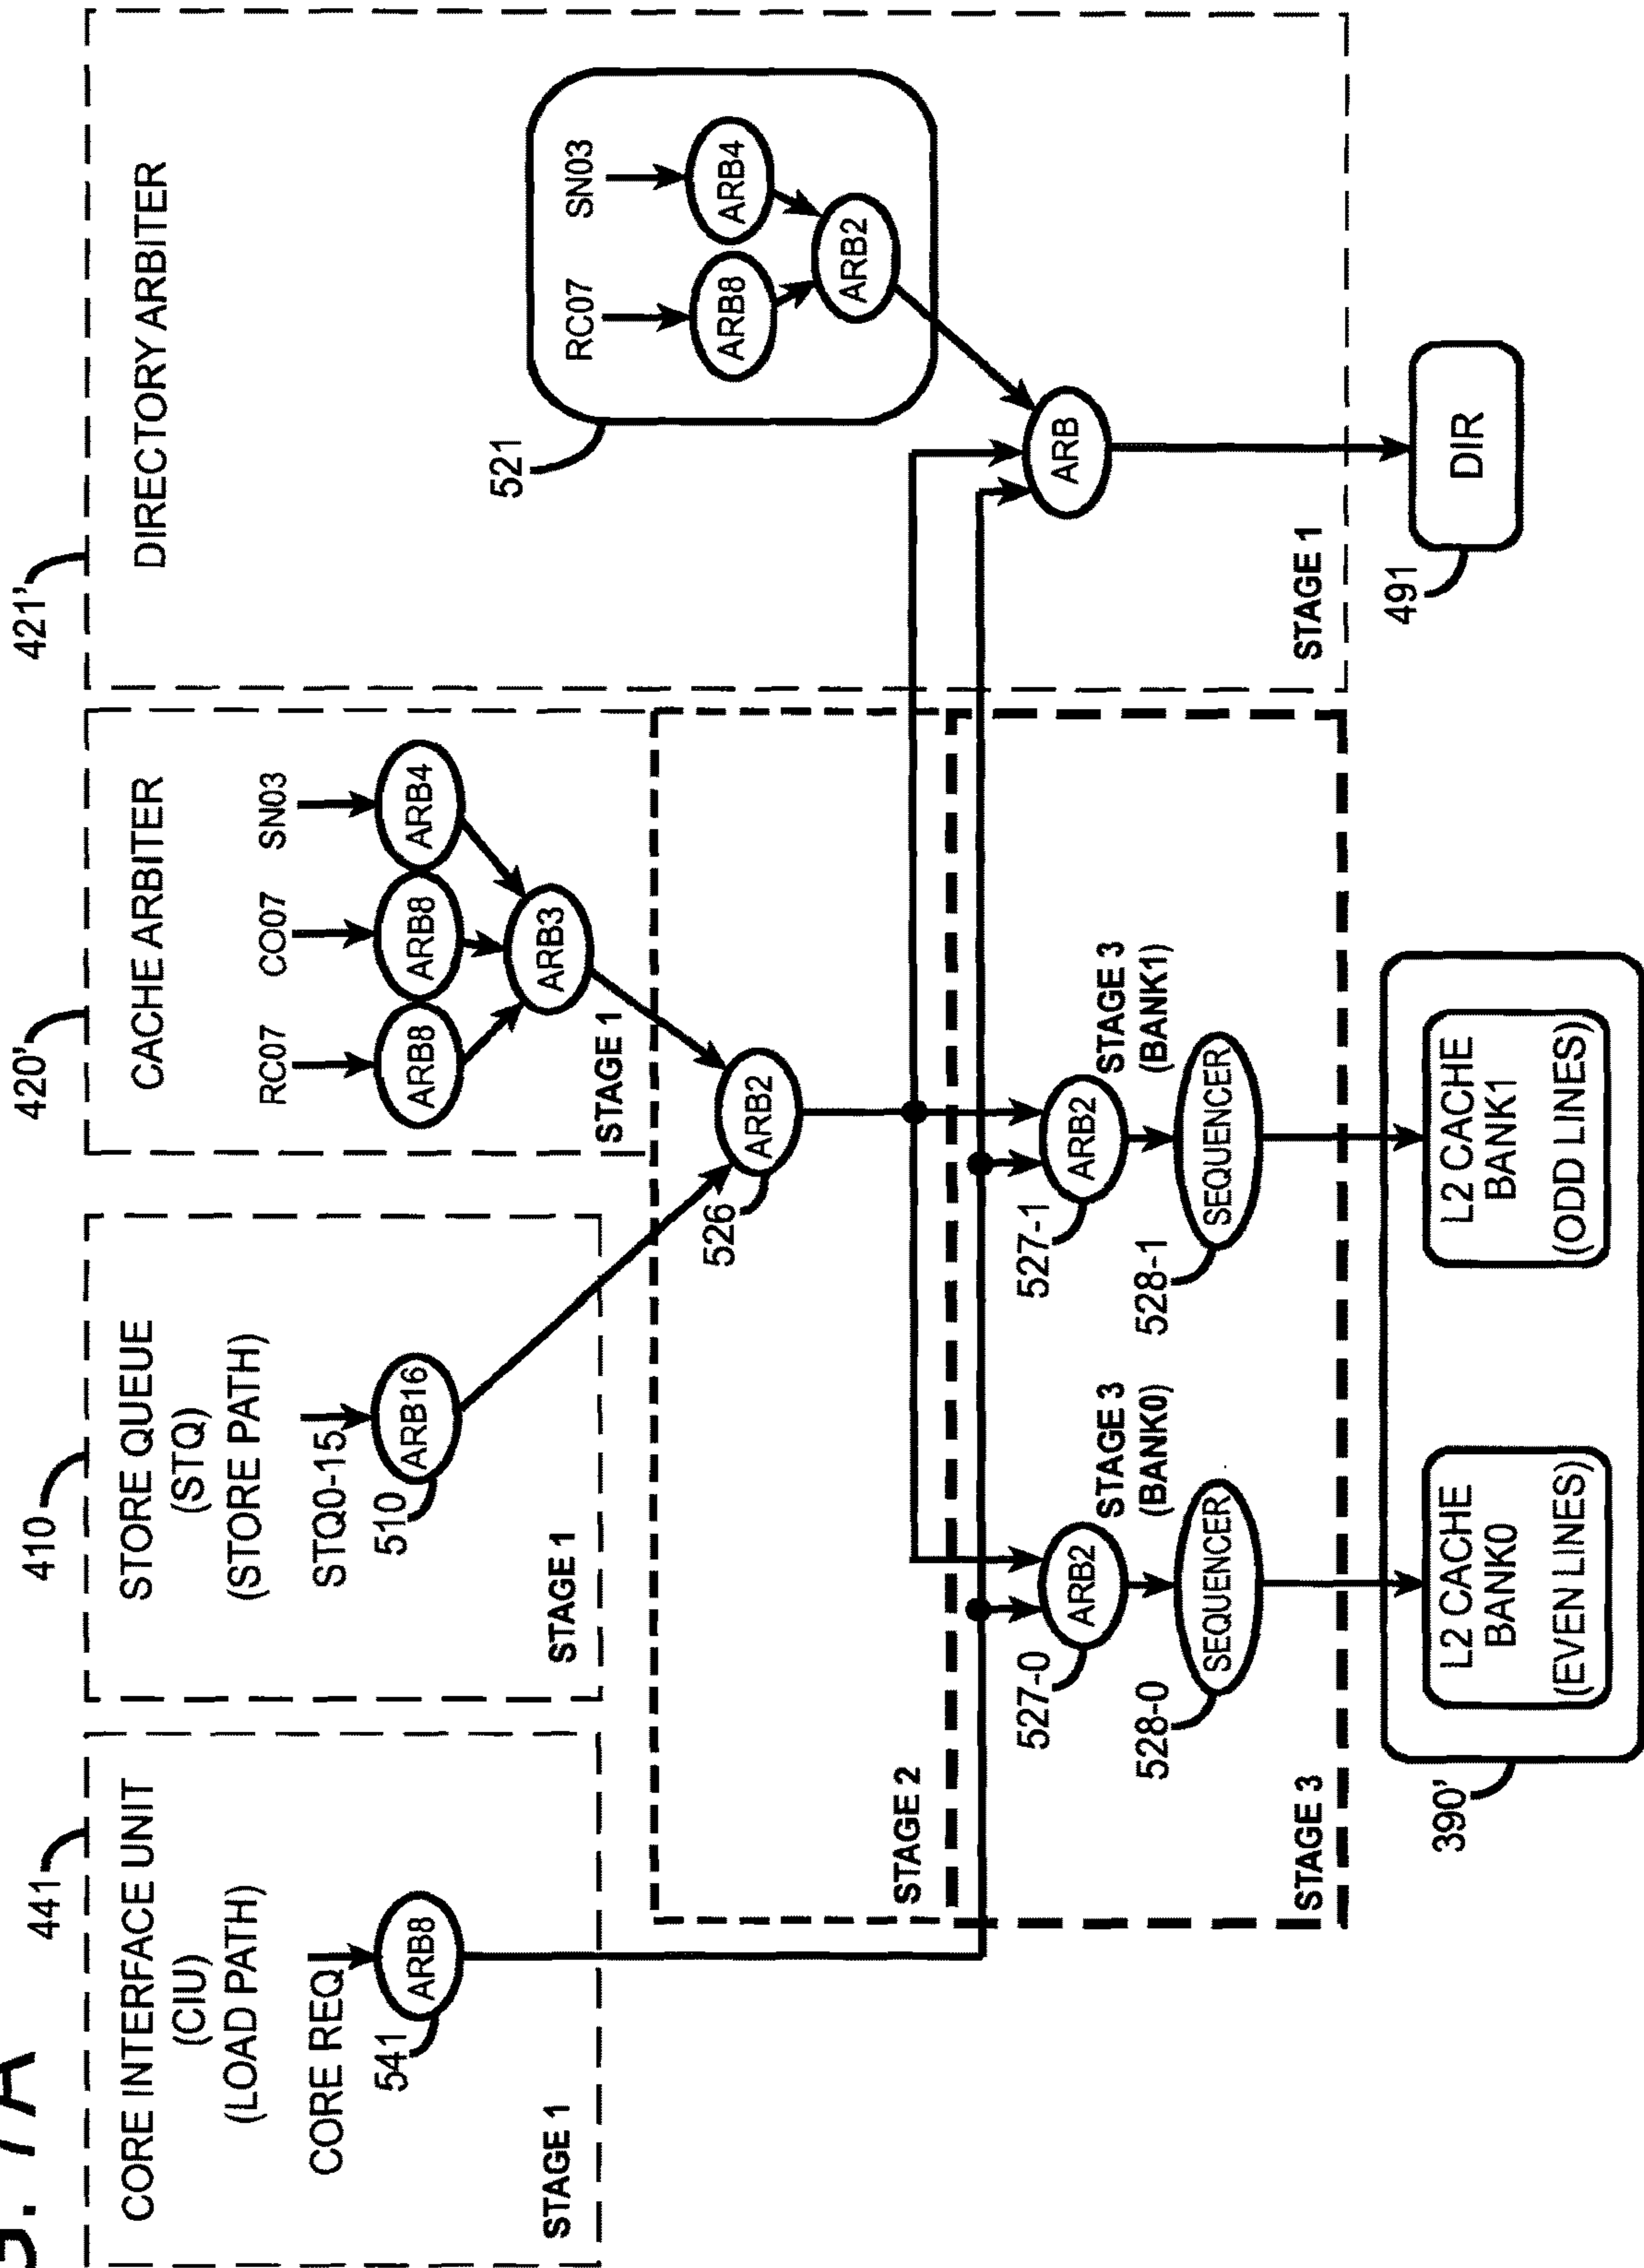 G. 7A
441
CORE INTERFACE UNIT
(CIU)
(LOAD PATH)
CORE REQ
541
ARB8
STAGE 1
410
STORE QUEUE
(STQ)
(STORE PATH)
STQ0-15
510
ARB16
STAGE 1
420'
CACHE ARBITER
RC07
CO07
SN03
ARB8
ARB8
ARB4
ARB3
STAGE 1
421'
DIRECTORY ARBITER
RC07
SN03
ARB8
ARB4
ARB2
521
ARB
STAGE 1
DIR
491
526
ARB2
STAGE 2
527-0
ARB2
STAGE 3
(BANK0)
528-0
SEQUENCER
527-1
ARB2
STAGE 3
(BANK1)
528-1
SEQUENCER
STAGE 3
390'
L2 CACHE
BANK0
(EVEN LINES)
L2 CACHE
BANK1
(ODD LINES)